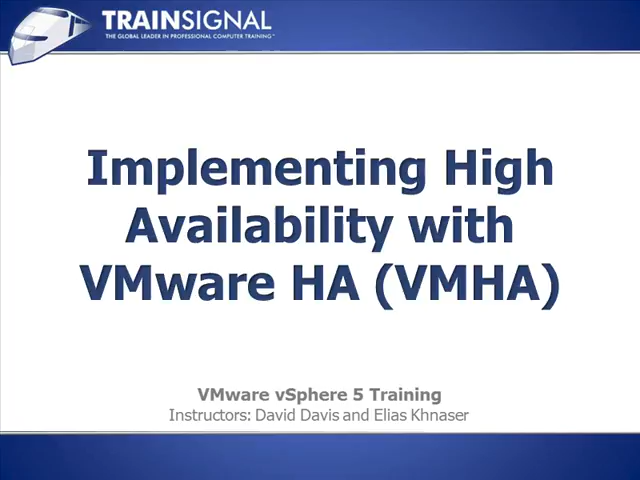 TRAINSIGNAL
THE GLOBAL LEADER IN PROFESSIONAL COMPUTER TRAINING™
Implementing High
Availability with
VMware HA (VMHA)
VMware vSphere 5 Training
Instructors: David Davis and Elias Khnaser